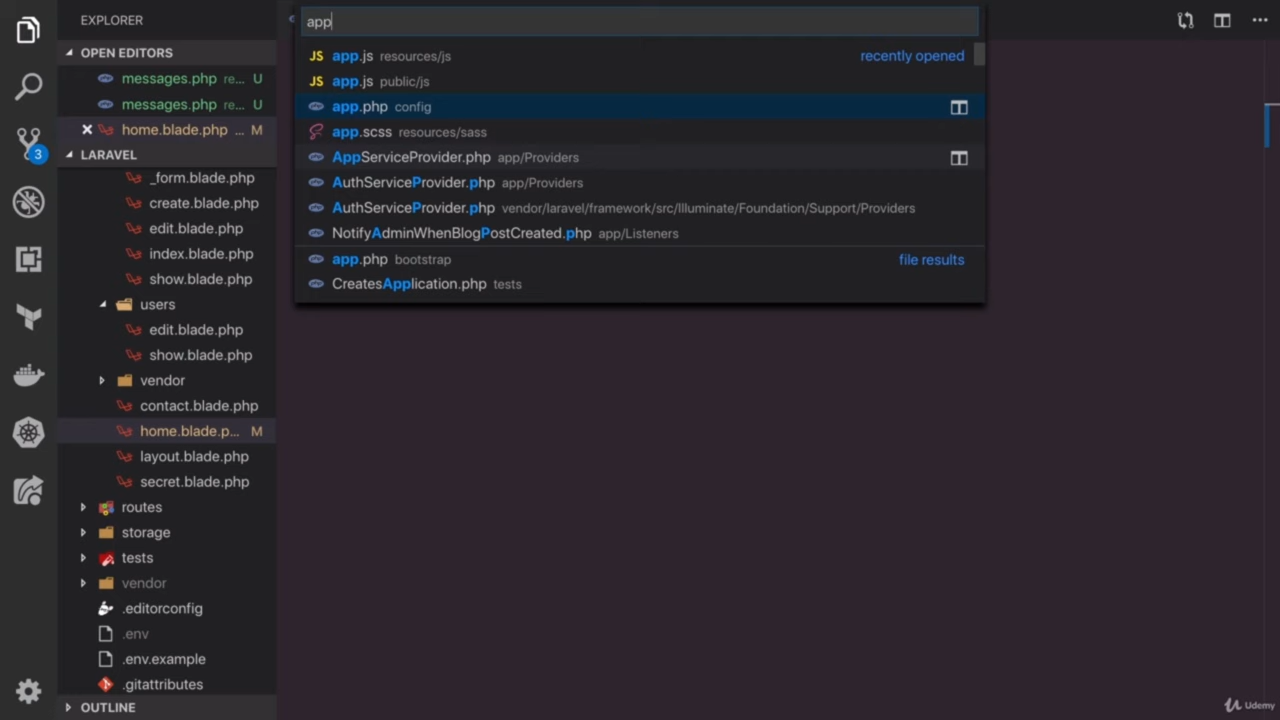 EXPLORER
OPEN EDITORS
messages.php re... U
messages.php re... U
home.blade.php ... M
LARAVEL
_form.blade.php
create.blade.php
edit.blade.php
index.blade.php
show.blade.php
users
edit.blade.php
show.blade.php
vendor
contact.blade.php
home.blade.p... M
layout.blade.php
secret.blade.php
routes
storage
tests
vendor
.editorconfig
.env
.env.example
.gitattributes
OUTLINE
3
app
JS app.js resources/js recently opened
JS app.js public/js
app.php config
app.scss resources/sass
AppServiceProvider.php app/Providers
AuthServiceProvider.php app/Providers
AuthServiceProvider.php vendor/laravel/framework/src/Illuminate/Foundation/Support/Providers
NotifyAdminWhenBlogPostCreated.php app/Listeners
app.php bootstrap file results
CreatesApplication.php tests
Udemy